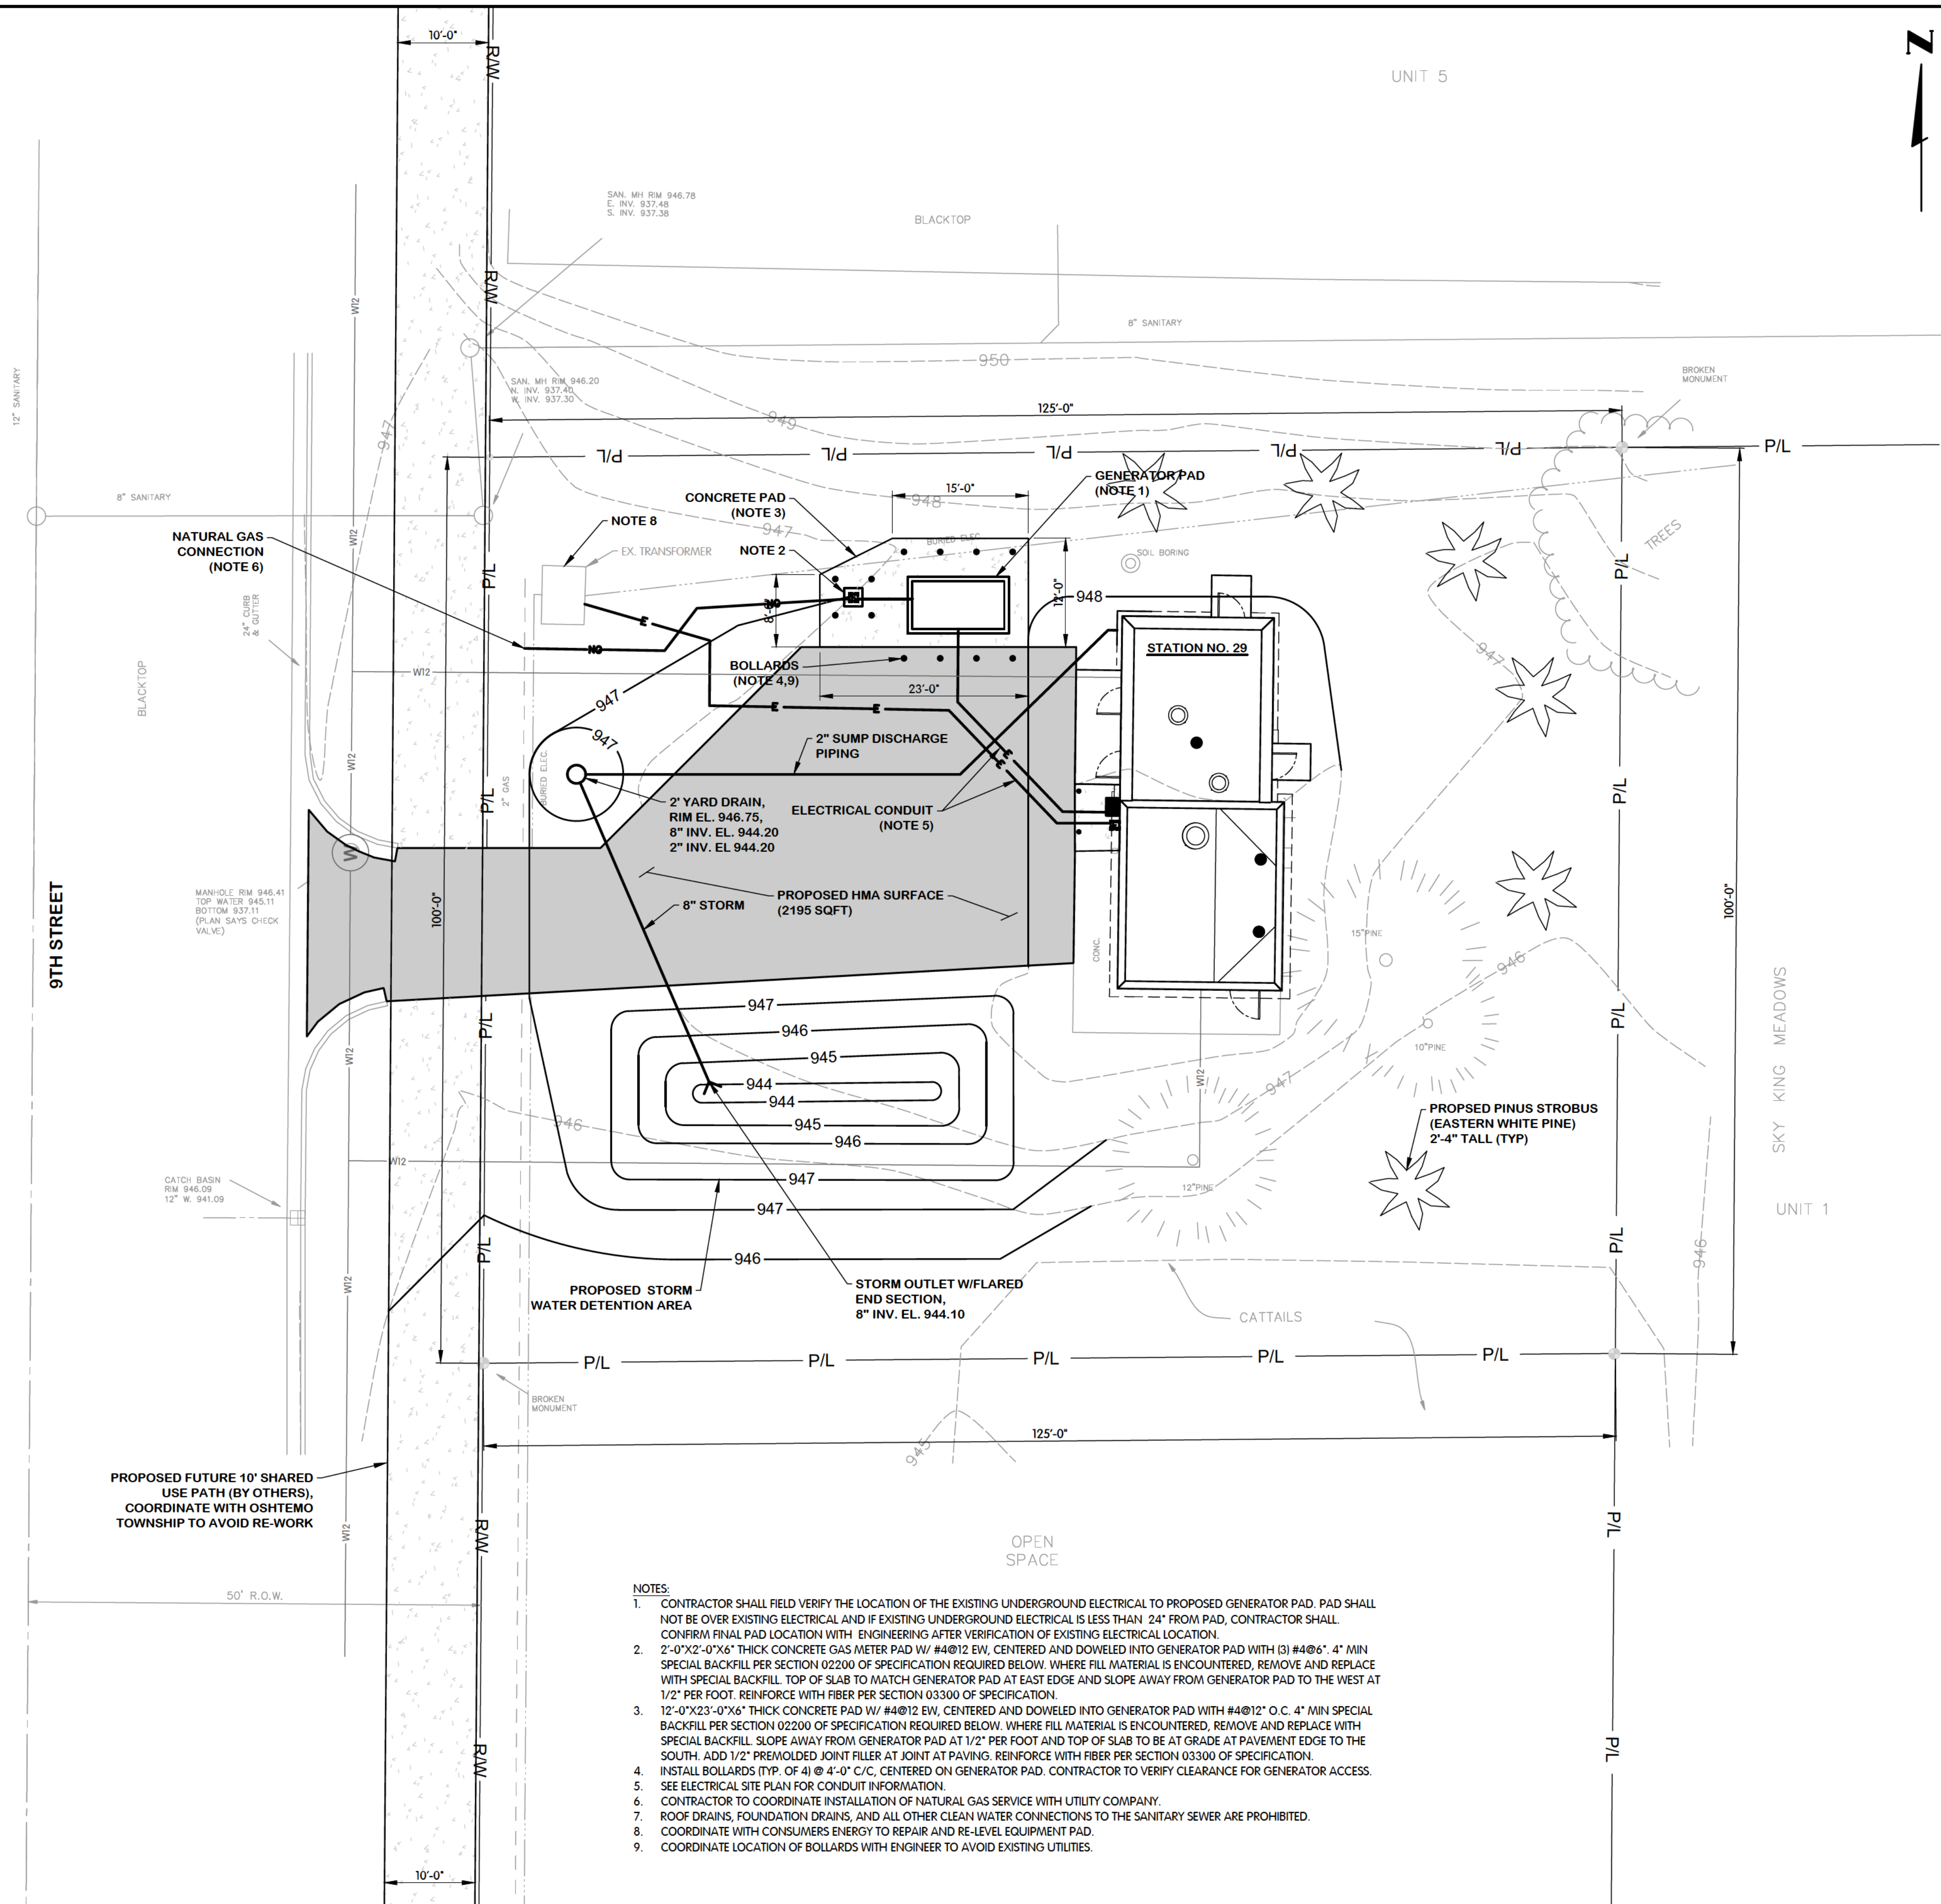 10'-0"
R/W
N
UNIT 5
SAN. MH RIM 946.78
E. INV. 937.48
S. INV. 937.38
BLACKTOP
R/W
W12
8" SANITARY
950
12" SANITARY
SAN. MH RIM 946.20
N. INV. 937.40
W. INV. 937.30
BROKEN
MONUMENT
947
949
125'-0"
P/L
P/L
P/L
P/L
P/L
P/L
8" SANITARY
GENERATOR PAD
(NOTE 1)
CONCRETE PAD
(NOTE 3)
15'-0"
948
947
NOTE 8
EX. TRANSFORMER
NOTE 2
BURIED ELEC.
SOIL BORING
TREES
NATURAL GAS
CONNECTION
(NOTE 6)
W12
P/L
P/L
24" CURB
& GUTTER
NG
8'-0"
12'-0"
948
E
NG
STATION NO. 29
BLACKTOP
W12
BOLLARDS
(NOTE 4,9)
23'-0"
947
947
E
E
947
2" SUMP DISCHARGE
PIPING
E
E
W12
2" GAS
BURIED ELEC.
P/L
P/L
2' YARD DRAIN,
RIM EL. 946.75,
8" INV. EL. 944.20
2" INV. EL 944.20
ELECTRICAL CONDUIT
(NOTE 5)
E
W
MANHOLE RIM 946.41
TOP WATER 945.11
BOTTOM 937.11
(PLAN SAYS CHECK
VALVE)
PROPOSED HMA SURFACE
(2195 SQFT)
8" STORM
100'-0"
100'-0"
9TH STREET
CONC.
15"PINE
946
SKY KING MEADOWS
P/L
P/L
947
946
945
944
944
945
946
947
947
946
W12
10"PINE
W12
947
946
W12
12"PINE
PROPSED PINUS STROBUS
(EASTERN WHITE PINE)
2'-4" TALL (TYP)
CATCH BASIN
RIM 946.09
12" W. 941.09
UNIT 1
P/L
P/L
946
W12
PROPOSED STORM
WATER DETENTION AREA
STORM OUTLET W/FLARED
END SECTION,
8" INV. EL. 944.10
CATTAILS
P/L
P/L
P/L
P/L
P/L
BROKEN
MONUMENT
125'-0"
945
PROPOSED FUTURE 10' SHARED
USE PATH (BY OTHERS),
COORDINATE WITH OSHTEMO
TOWNSHIP TO AVOID RE-WORK
W12
R/W
P/L
OPEN
SPACE
50' R.O.W.
R/W
P/L
10'-0"
NOTES:
1. CONTRACTOR SHALL FIELD VERIFY THE LOCATION OF THE EXISTING UNDERGROUND ELECTRICAL TO PROPOSED GENERATOR PAD. PAD SHALL
NOT BE OVER EXISTING ELECTRICAL AND IF EXISTING UNDERGROUND ELECTRICAL IS LESS THAN 24" FROM PAD, CONTRACTOR SHALL.
CONFIRM FINAL PAD LOCATION WITH ENGINEERING AFTER VERIFICATION OF EXISTING ELECTRICAL LOCATION.
2. 2'-0"X2'-0"X6" THICK CONCRETE GAS METER PAD W/ #4@12 EW, CENTERED AND DOWELED INTO GENERATOR PAD WITH (3) #4@6". 4" MIN
SPECIAL BACKFILL PER SECTION 02200 OF SPECIFICATION REQUIRED BELOW. WHERE FILL MATERIAL IS ENCOUNTERED, REMOVE AND REPLACE
WITH SPECIAL BACKFILL. TOP OF SLAB TO MATCH GENERATOR PAD AT EAST EDGE AND SLOPE AWAY FROM GENERATOR PAD TO THE WEST AT
1/2" PER FOOT. REINFORCE WITH FIBER PER SECTION 03300 OF SPECIFICATION.
3. 12'-0"X23'-0"X6" THICK CONCRETE PAD W/ #4@12 EW, CENTERED AND DOWELED INTO GENERATOR PAD WITH #4@12" O.C. 4" MIN SPECIAL
BACKFILL PER SECTION 02200 OF SPECIFICATION REQUIRED BELOW. WHERE FILL MATERIAL IS ENCOUNTERED, REMOVE AND REPLACE WITH
SPECIAL BACKFILL. SLOPE AWAY FROM GENERATOR PAD AT 1/2" PER FOOT AND TOP OF SLAB TO BE AT GRADE AT PAVEMENT EDGE TO THE
SOUTH. ADD 1/2" PREMOLDED JOINT FILLER AT JOINT AT PAVING. REINFORCE WITH FIBER PER SECTION 03300 OF SPECIFICATION.
4. INSTALL BOLLARDS (TYP. OF 4) @ 4'-0" C/C, CENTERED ON GENERATOR PAD. CONTRACTOR TO VERIFY CLEARANCE FOR GENERATOR ACCESS.
5. SEE ELECTRICAL SITE PLAN FOR CONDUIT INFORMATION.
6. CONTRACTOR TO COORDINATE INSTALLATION OF NATURAL GAS SERVICE WITH UTILITY COMPANY.
7. ROOF DRAINS, FOUNDATION DRAINS, AND ALL OTHER CLEAN WATER CONNECTIONS TO THE SANITARY SEWER ARE PROHIBITED.
8. COORDINATE WITH CONSUMERS ENERGY TO REPAIR AND RE-LEVEL EQUIPMENT PAD.
9. COORDINATE LOCATION OF BOLLARDS WITH ENGINEER TO AVOID EXISTING UTILITIES.